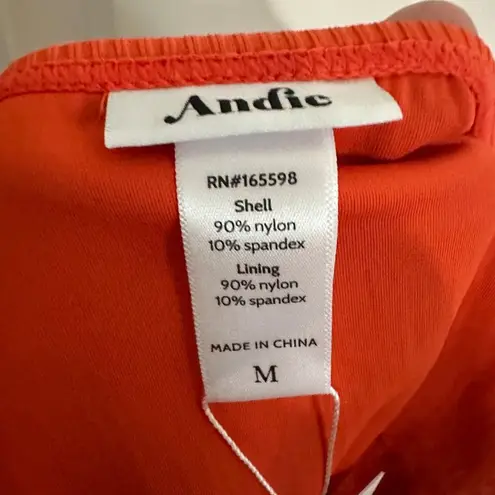 Andie
RN#165598
Shell
90% nylon
10% spandex
Lining
90% nylon
10% spandex
MADE IN CHINA
M